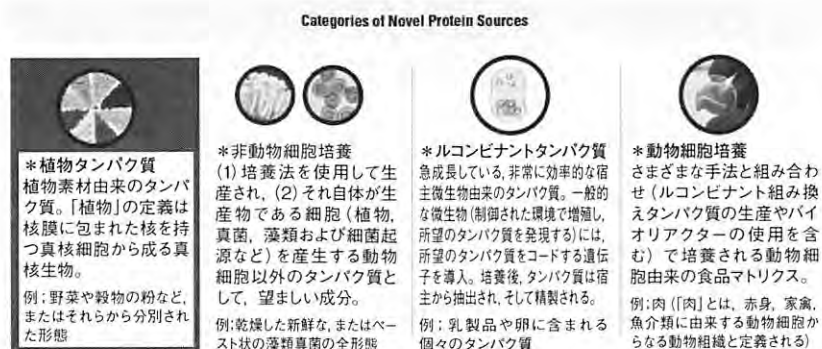 Categories of Novel Protein Sources
＊植物タンパク質
植物素材由来のタンパ
ク質。「植物」の定義は
核膜に包まれた核を持
つ真核細胞から成る真
核生物。
例；野菜や穀物の粉など，
またはそれらから分別され
た形態
＊非動物細胞培養
(1) 培養法を使用して生
産され，(2) それ自体が生
産物である細胞（植物，
真菌，藻類および細菌起
源など）を産生する動物
細胞以外のタンパク質と
して，望ましい成分。
例；乾燥した新鮮な，またはペー
スト状の藻類真菌の全形態
＊ルコンビナントタンパク質
急成長している，非常に効率的な宿
主微生物由来のタンパク質。一般的
な微生物（制御された環境で増殖し，
所望のタンパク質を発現する）には，
所望のタンパク質をコードする遺伝
子を導入。培養後，タンパク質は宿
主から抽出され，そして精製される。
例；乳製品や卵に含まれる
個々のタンパク質
＊動物細胞培養
さまざまな手法と組み合わ
せ（ルコンビナント組み換
えタンパク質の生産やバイ
オリアクターの使用を含
む）で培養される動物細
胞由来の食品マトリクス。
例；肉（「肉」とは，赤身，家禽，
魚介類に由来する動物細胞か
らなる動物組織と定義される）